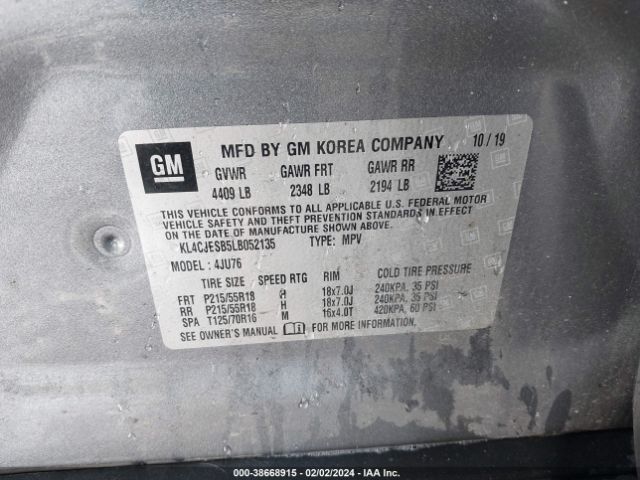 GM
MFD BY GM KOREA COMPANY 10/19
GVWR GAWR FRT GAWR RR
4409 LB 2348 LB 2194 LB
THIS VEHICLE CONFORMS TO ALL APPLICABLE U.S. FEDERAL MOTOR
VEHICLE SAFETY AND THEFT PREVENTION STANDARDS IN EFFECT
ON THE DATE OF MANUFACTURE SHOWN ABOVE.
KL4CJESB5LB052135 TYPE: MPV
MODEL: 4JU76
TIRE SIZE SPEED RTG RIM COLD TIRE PRESSURE
FRT P215/55R18 H 18x7.0J 240KPA, 35 PSI
RR P215/55R18 H 18x7.0J 240KPA, 35 PSI
SPA T125/70R16 M 16x4.0T 420KPA, 60 PSI
SEE OWNER'S MANUAL FOR MORE INFORMATION
000-38668915 - 02/02/2024 - IAA Inc.